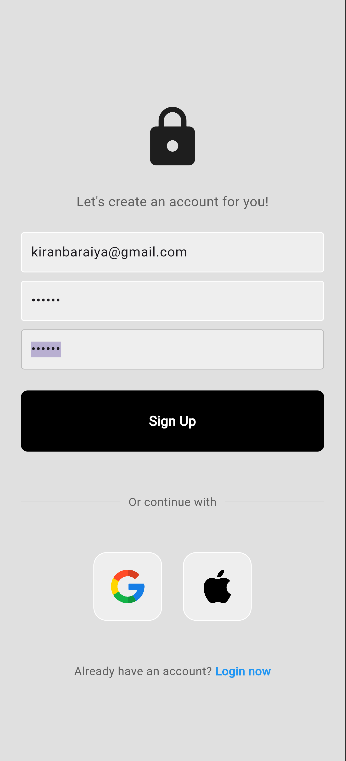 Let's create an account for you!
kiranbaraiya@gmail.com
••••••
••••••
Sign Up
Or continue with
Already have an account? Login now